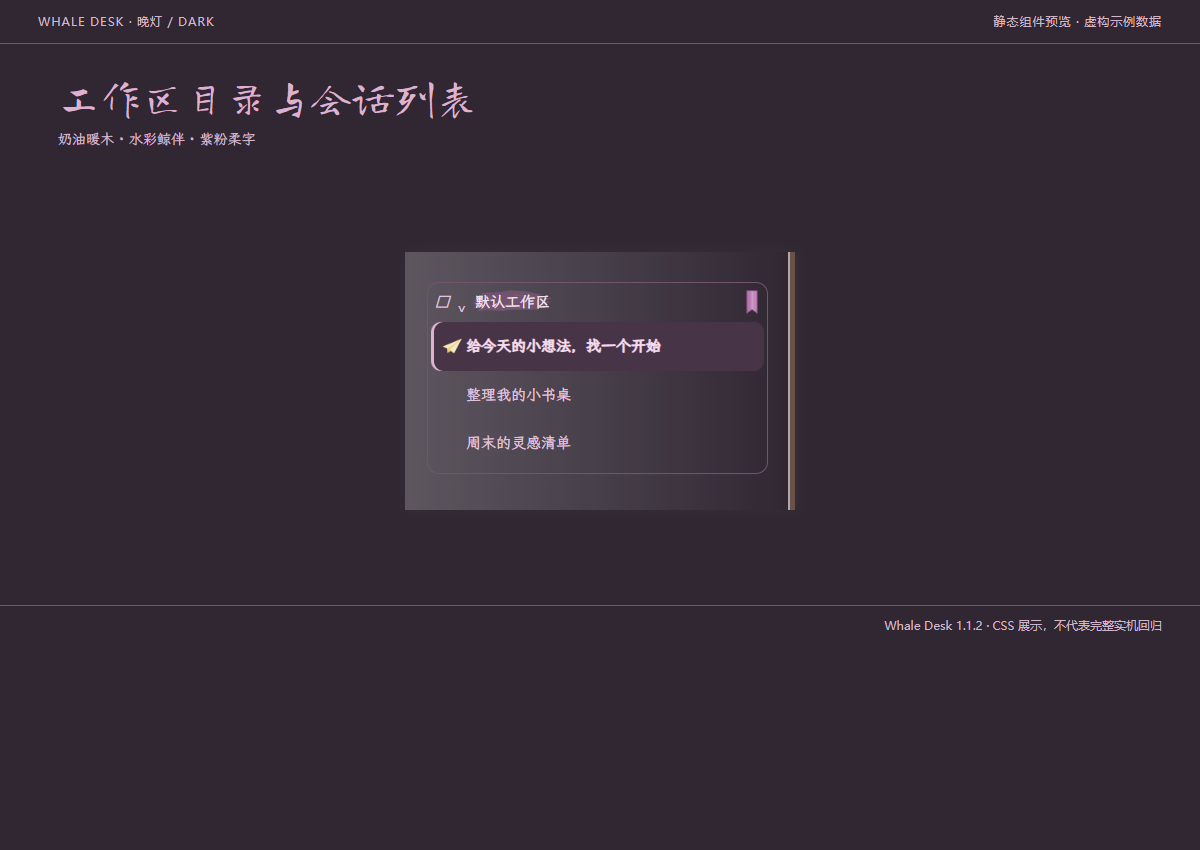 WHALE DESK · 晚灯 / DARK
静态组件预览 · 虚构示例数据
工作区目录与会话列表
奶油暖木 · 水彩鲸伴 · 紫粉柔字
默认工作区
给今天的小想法，找一个开始
整理我的小书桌
周末的灵感清单
Whale Desk 1.1.2 · CSS 展示，不代表完整实机回归